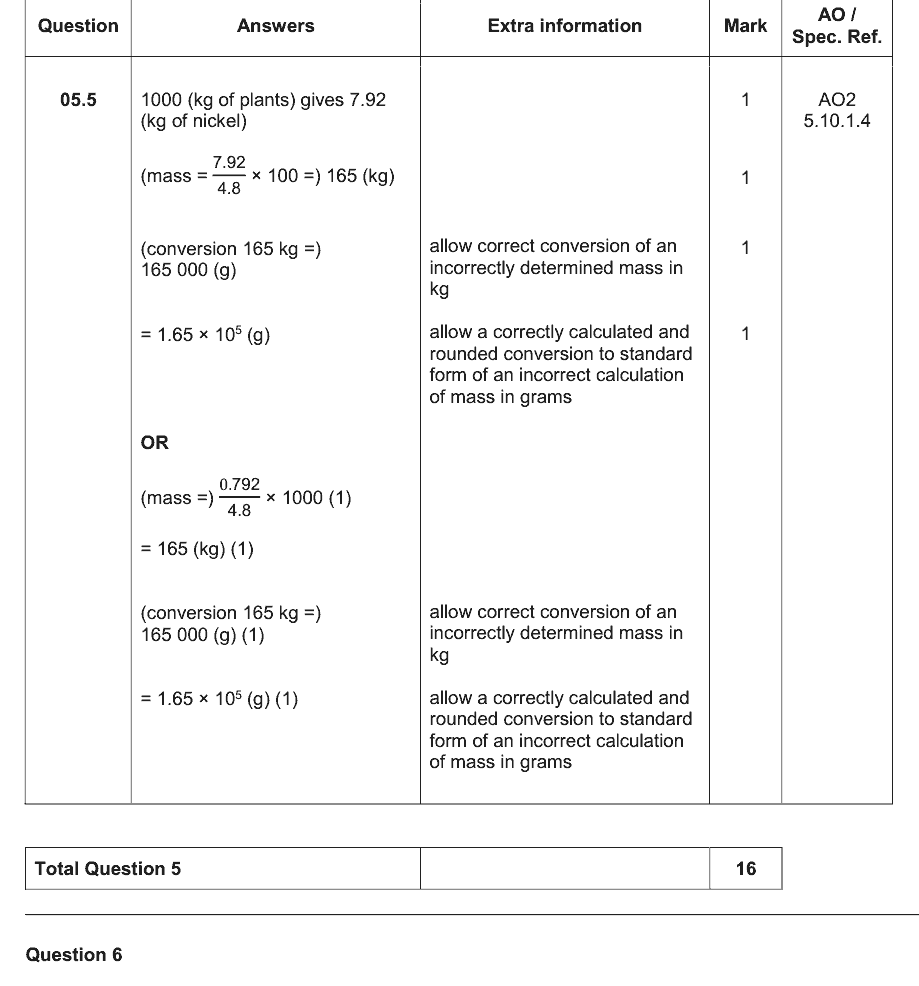 Question Answers Extra information Mark AO / Spec. Ref.
05.5 1000 (kg of plants) gives 7.92 1 AO2
(kg of nickel) 5.10.1.4
(mass = 7.92/4.8 × 100 =) 165 (kg) 1
(conversion 165 kg =) allow correct conversion of an 1
165 000 (g) incorrectly determined mass in
kg
= 1.65 × 10⁵ (g) allow a correctly calculated and 1
rounded conversion to standard
form of an incorrect calculation
of mass in grams
OR
(mass =) 0.792/4.8 × 1000 (1)
= 165 (kg) (1)
(conversion 165 kg =) allow correct conversion of an
165 000 (g) (1) incorrectly determined mass in
kg
= 1.65 × 10⁵ (g) (1) allow a correctly calculated and
rounded conversion to standard
form of an incorrect calculation
of mass in grams
Total Question 5 16
Question 6